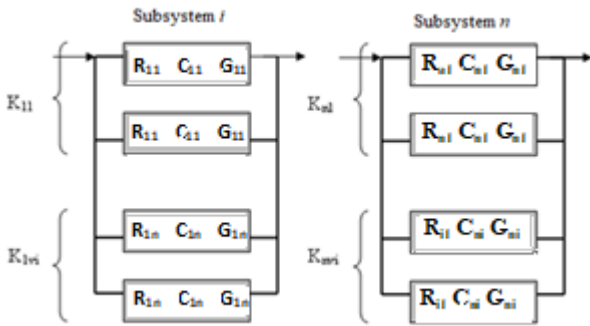 Subsystem i
Subsystem n
K11
R11 C11 G11
R11 C11 G11
K1vi
R1n C1n G1n
R1n C1n G1n
Kn1
Rn1 Cn1 Gn1
Rn1 Cn1 Gn1
Knvi
Ri1 Cni Gni
Ri1 Cni Gni